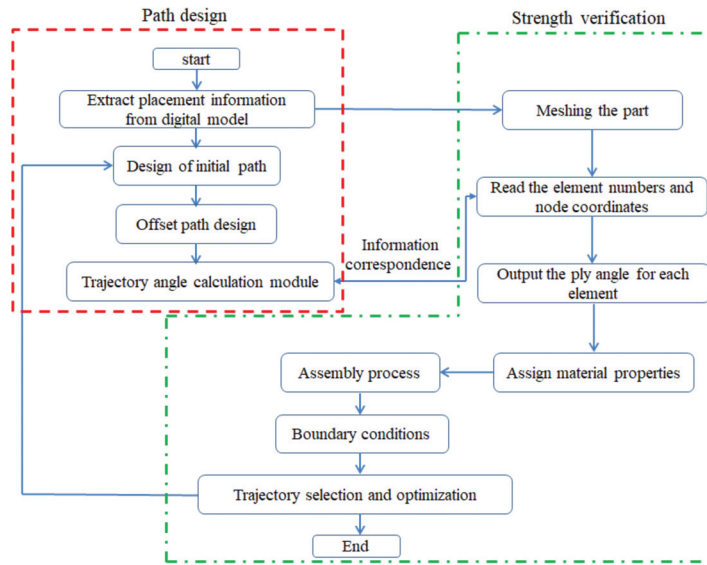 Path design
Strength verification
start
Extract placement information
from digital model
Meshing the part
Design of initial path
Read the element numbers and
node coordinates
Offset path design
Information
correspondence
Trajectory angle calculation module
Output the ply angle for each
element
Assembly process
Assign material properties
Boundary conditions
Trajectory selection and optimization
End